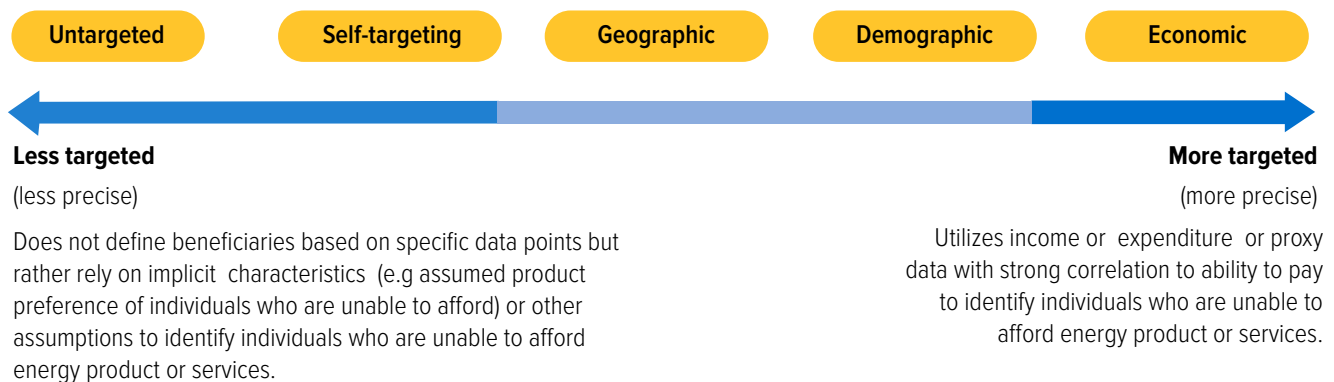 Untargeted
Self-targeting
Geographic
Demographic
Economic
Less targeted
(less precise)
Does not define beneficiaries based on specific data points but
rather rely on implicit characteristics (e.g assumed product
preference of individuals who are unable to afford) or other
assumptions to identify individuals who are unable to afford
energy product or services.
More targeted
(more precise)
Utilizes income or expenditure or proxy
data with strong correlation to ability to pay
to identify individuals who are unable to
afford energy product or services.